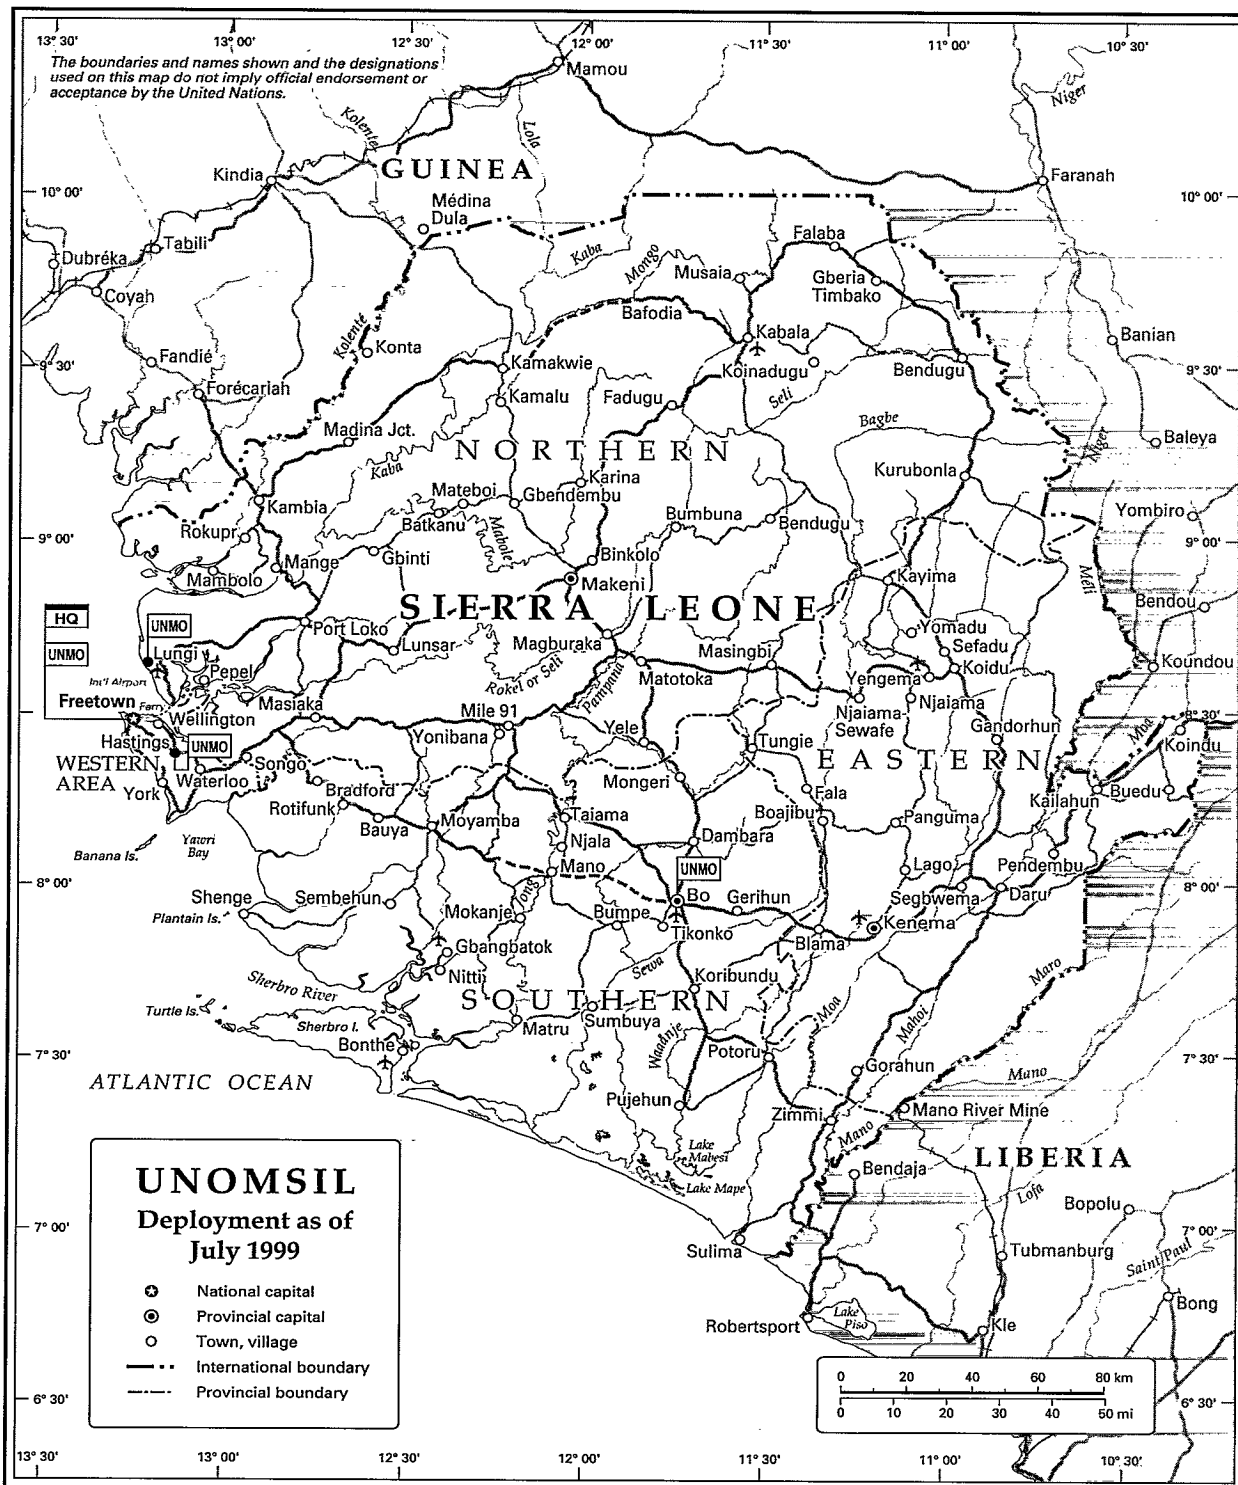 13° 30'
13° 00'
12° 30'
12° 00'
11° 30'
11° 00'
10° 30'
The boundaries and names shown and the designations
used on this map do not imply official endorsement or
acceptance by the United Nations.
Mamou
Niger
Kolente
Lola
GUINEA
Kindia
Faranah
10° 00'
10° 00'
Médina
Dula
Tabili
Falaba
Dubréka
Kaba
Mongo
Musaia
Gberia
Timbako
Coyah
Bafodia
Kolenté
Kabala
Banian
Konta
Fandié
9° 30'
Kamakwie
Koinadugu
Bendugu
9° 30'
Forécariah
Kamalu
Fadugu
Seli
Bagbe
Madina Jct.
NORTHERN
Niger
Baleya
Kaba
Kurubonla
Karina
Mateboi
Gbendembu
Kambia
Batkanu
Bumbuna
Bendugu
Yombiro
Rokupr
Mabole
9° 00'
Gbinti
Binkolo
9° 00'
Mange
Mambolo
Makeni
Kayima
Méli
Bendou
HQ
SIERRA LEONE
UNMO
Port Loko
Yomadu
UNMO
Magburaka
Sefadu
Lungi
Lunsar
Masingbi
Koidu
Koundou
Pepel
Rokel or Seli
Pampana
Matotoka
Yengema
Int'l Airport
Ferry
Freetown
Masiaka
Njaiama
Njaiama-
Sewafe
Wellington
Mile 91
Gandorhun
8° 30'
Yele
Moa
Hastings
UNMO
Yonibana
Tungie
Koindu
WESTERN
AREA
Songo
EASTERN
Waterloo
Mongeri
York
Bradford
Fala
Kailahun
Buedu
Rotifunk
Taiama
Boajibu
Bauya
Moyamba
Panguma
Yawri
Bay
Dambara
Banana Is.
Njala
Mano
UNMO
Lago
Pendembu
8° 00'
8° 00'
Shenge
Sembehun
Jong
Bo
Gerihun
Segbwema
Daru
Plantain Is.
Mokanje
Bumpe
Tikonko
Kenema
Blama
Gbangbatok
Sewa
Nitti
Koribundu
Maro
Sherbro River
SOUTHERN
Turtle Is.
Moa
Mahoi
Sherbro I.
Matru
Sumbuya
Waanje
Bonthe
Potoru
7° 30'
7° 30'
Gorahun
Mano
ATLANTIC OCEAN
Pujehun
Zimmi
Mano River Mine
Mano
Lake
Mabesi
LIBERIA
Bendaja
Lake Mape
Lofa
UNOMSIL
Deployment as of
July 1999
Bopolu
7° 00'
7° 00'
Sulima
Tubmanburg
Saint Paul
National capital
Bong
Provincial capital
Lake
Piso
Robertsport
Kle
Town, village
International boundary
0 20 40 60 80 km
Provincial boundary
0 10 20 30 40 50 mi
6° 30'
6° 30'
13° 30'
13° 00'
12° 30'
12° 00'
11° 30'
11° 00'
10° 30'